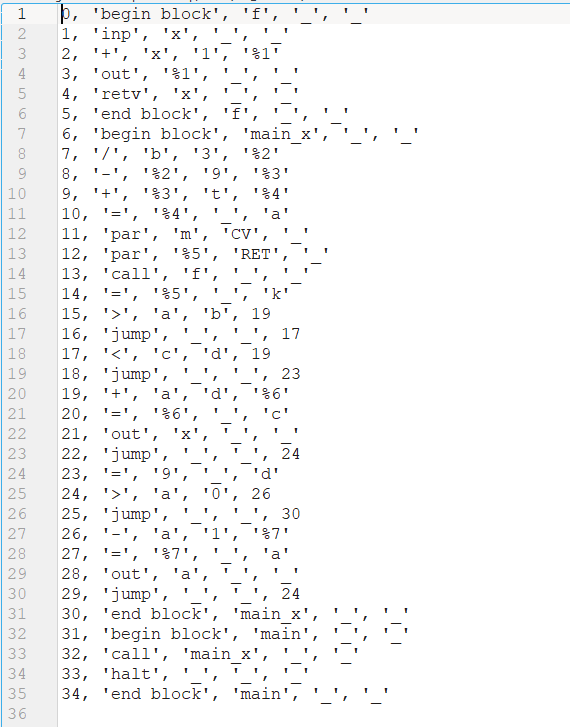 1 0, 'begin block', 'f', '_', '_'
2 1, 'inp', 'x', '_', '_'
3 2, '+', 'x', '1', '%1'
4 3, 'out', '%1', '_', '_'
5 4, 'retv', 'x', '_', '_'
6 5, 'end block', 'f', '_', '_'
7 6, 'begin block', 'main_x', '_', '_'
8 7, '/', 'b', '3', '%2'
9 8, '-', '%2', '9', '%3'
10 9, '+', '%3', 't', '%4'
11 10, '=', '%4', '_', 'a'
12 11, 'par', 'm', 'CV', '_'
13 12, 'par', '%5', 'RET', '_'
14 13, 'call', 'f', '_', '_'
15 14, '=', '%5', '_', 'k'
16 15, '>', 'a', 'b', 19
17 16, 'jump', '_', '_', 17
18 17, '<', 'c', 'd', 19
19 18, 'jump', '_', '_', 23
20 19, '+', 'a', 'd', '%6'
21 20, '=', '%6', '_', 'c'
22 21, 'out', 'x', '_', '_'
23 22, 'jump', '_', '_', 24
24 23, '=', '9', '_', 'd'
25 24, '>', 'a', '0', 26
26 25, 'jump', '_', '_', 30
27 26, '-', 'a', '1', '%7'
28 27, '=', '%7', '_', 'a'
29 28, 'out', 'a', '_', '_'
30 29, 'jump', '_', '_', 24
31 30, 'end block', 'main_x', '_', '_'
32 31, 'begin block', 'main', '_', '_'
33 32, 'call', 'main_x', '_', '_'
34 33, 'halt', '_', '_', '_'
35 34, 'end block', 'main', '_', '_'
36